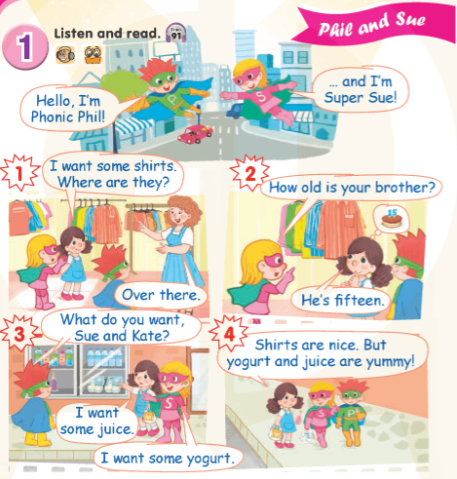 1
Listen and read.
Track
91
Phil and Sue
Hello, I'm
Phonic Phil!
P
S
... and I'm
Super Sue!
1
I want some shirts.
Where are they?
Over there.
2
How old is your brother?
15
He's fifteen.
3
What do you want,
Sue and Kate?
I want
some juice.
S
I want some yogurt.
4
Shirts are nice. But
yogurt and juice are yummy!
S
P